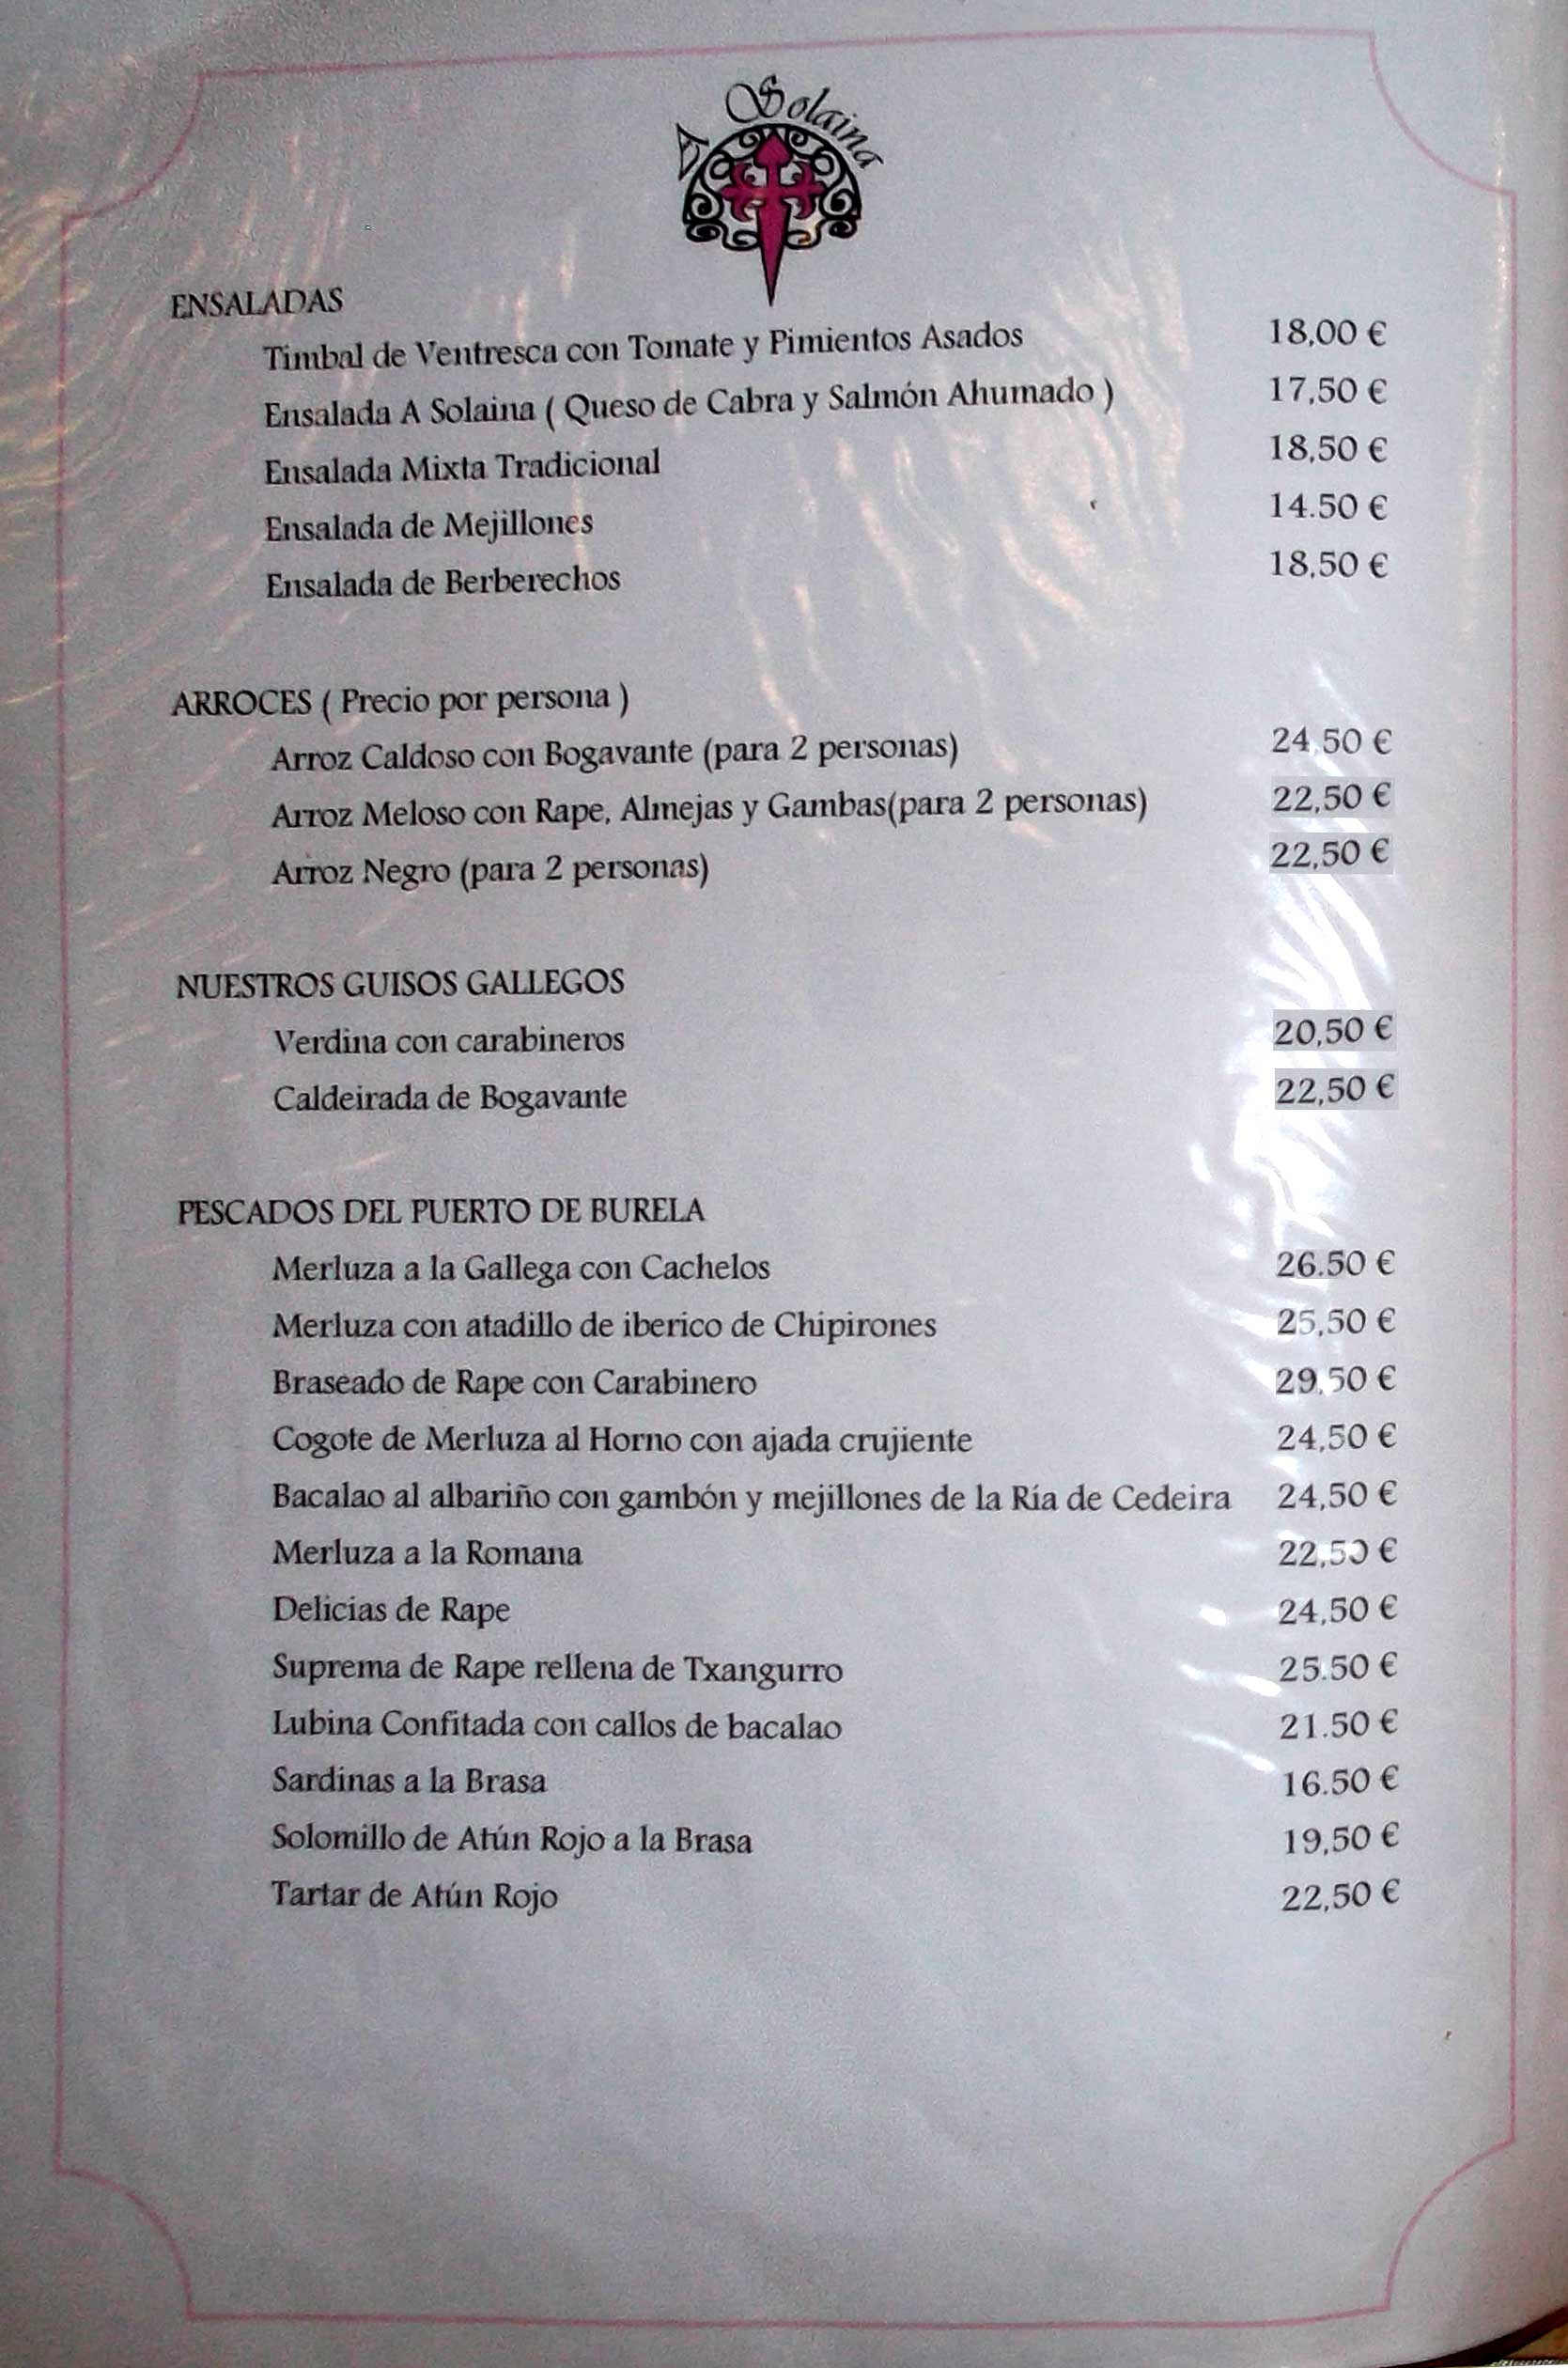 A Solaina
ENSALADAS
Timbal de Ventresca con Tomate y Pimientos Asados 18,00 €
Ensalada A Solaina ( Queso de Cabra y Salmón Ahumado ) 17,50 €
Ensalada Mixta Tradicional 18,50 €
Ensalada de Mejillones 14.50 €
Ensalada de Berberechos 18,50 €
ARROCES ( Precio por persona )
Arroz Caldoso con Bogavante (para 2 personas) 24,50 €
Arroz Meloso con Rape, Almejas y Gambas(para 2 personas) 22,50 €
Arroz Negro (para 2 personas) 22,50 €
NUESTROS GUISOS GALLEGOS
Verdina con carabineros 20,50 €
Caldeirada de Bogavante 22,50 €
PESCADOS DEL PUERTO DE BURELA
Merluza a la Gallega con Cachelos 26.50 €
Merluza con atadillo de iberico de Chipirones 25,50 €
Braseado de Rape con Carabinero 29,50 €
Cogote de Merluza al Horno con ajada crujiente 24,50 €
Bacalao al albariño con gambón y mejillones de la Ría de Cedeira 24,50 €
Merluza a la Romana 22,50 €
Delicias de Rape 24,50 €
Suprema de Rape rellena de Txangurro 25.50 €
Lubina Confitada con callos de bacalao 21.50 €
Sardinas a la Brasa 16.50 €
Solomillo de Atún Rojo a la Brasa 19,50 €
Tartar de Atún Rojo 22,50 €